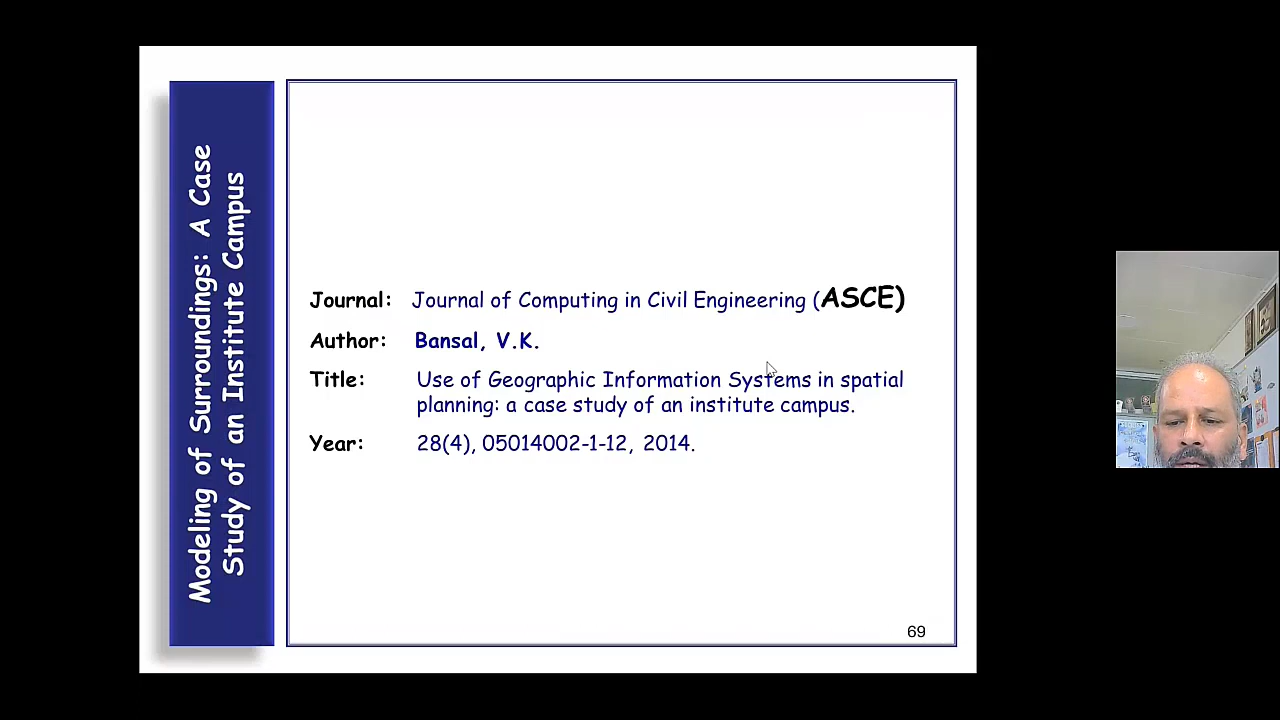 Modeling of Surroundings: A Case
Study of an Institute Campus
Journal: Journal of Computing in Civil Engineering (ASCE)
Author: Bansal, V.K.
Title: Use of Geographic Information Systems in spatial
planning: a case study of an institute campus.
Year: 28(4), 05014002-1-12, 2014.
69